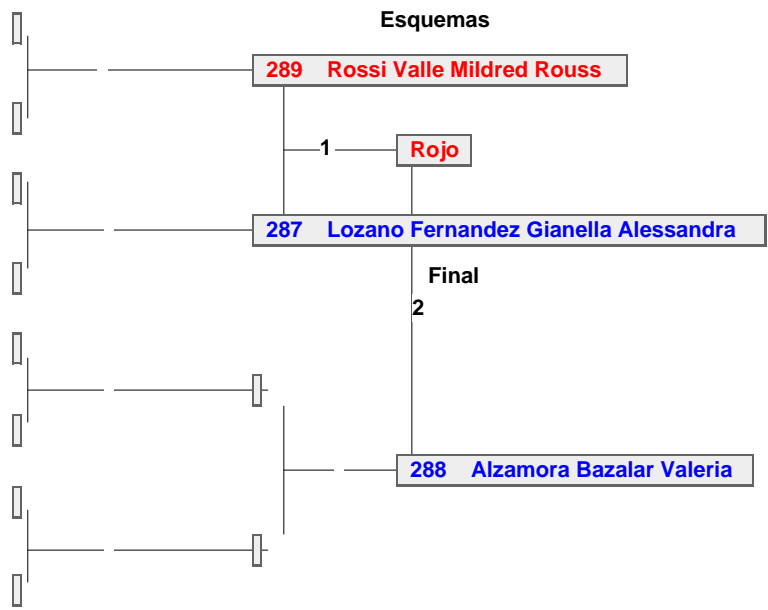 Esquemas
289 Rossi Valle Mildred Rouss
1
Rojo
287 Lozano Fernandez Gianella Alessandra
Final
2
288 Alzamora Bazalar Valeria